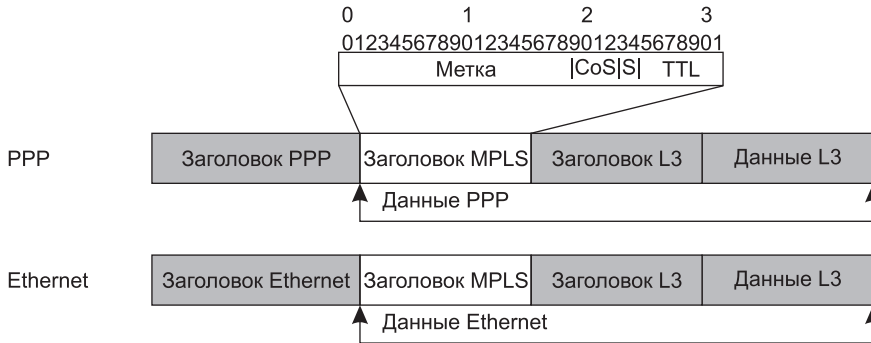 0 1 2 3
01234567890123456789012345678901
Метка |CoS|S| TTL
PPP Заголовок PPP Заголовок MPLS Заголовок L3 Данные L3
Данные PPP
Ethernet Заголовок Ethernet Заголовок MPLS Заголовок L3 Данные L3
Данные Ethernet